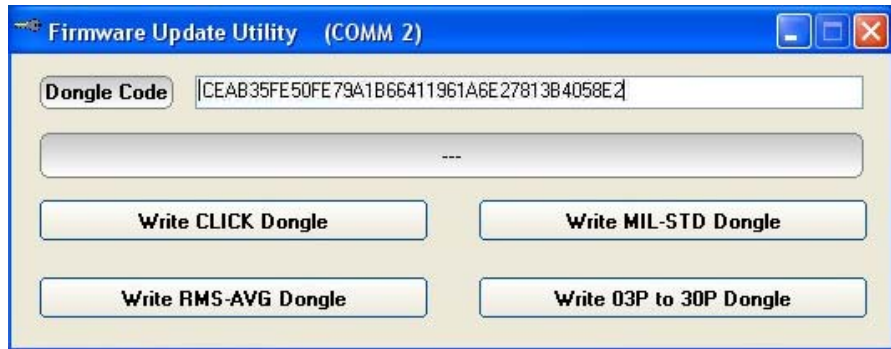 Firmware Update Utility (COMM 2)
Dongle Code CEAB35FE50FE79A1B66411961A6E27813B4058E2
---
Write CLICK Dongle Write MIL-STD Dongle
Write RMS-AVG Dongle Write 03P to 30P Dongle